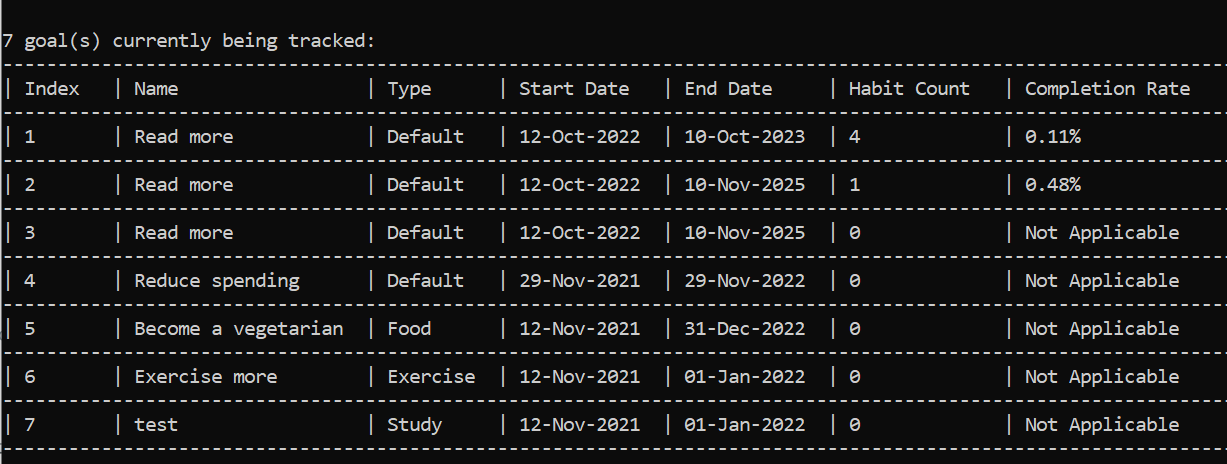 7 goal(s) currently being tracked:
----------------------------------------------------------------------------------------------------------------
| Index   | Name                 | Type      | Start Date   | End Date     | Habit Count   | Completion Rate
----------------------------------------------------------------------------------------------------------------
| 1       | Read more            | Default   | 12-Oct-2022  | 10-Oct-2023  | 4             | 0.11%
----------------------------------------------------------------------------------------------------------------
| 2       | Read more            | Default   | 12-Oct-2022  | 10-Nov-2025  | 1             | 0.48%
----------------------------------------------------------------------------------------------------------------
| 3       | Read more            | Default   | 12-Oct-2022  | 10-Nov-2025  | 0             | Not Applicable
----------------------------------------------------------------------------------------------------------------
| 4       | Reduce spending      | Default   | 29-Nov-2021  | 29-Nov-2022  | 0             | Not Applicable
----------------------------------------------------------------------------------------------------------------
| 5       | Become a vegetarian  | Food      | 12-Nov-2021  | 31-Dec-2022  | 0             | Not Applicable
----------------------------------------------------------------------------------------------------------------
| 6       | Exercise more        | Exercise  | 12-Nov-2021  | 01-Jan-2022  | 0             | Not Applicable
----------------------------------------------------------------------------------------------------------------
| 7       | test                 | Study     | 12-Nov-2021  | 01-Jan-2022  | 0             | Not Applicable
----------------------------------------------------------------------------------------------------------------